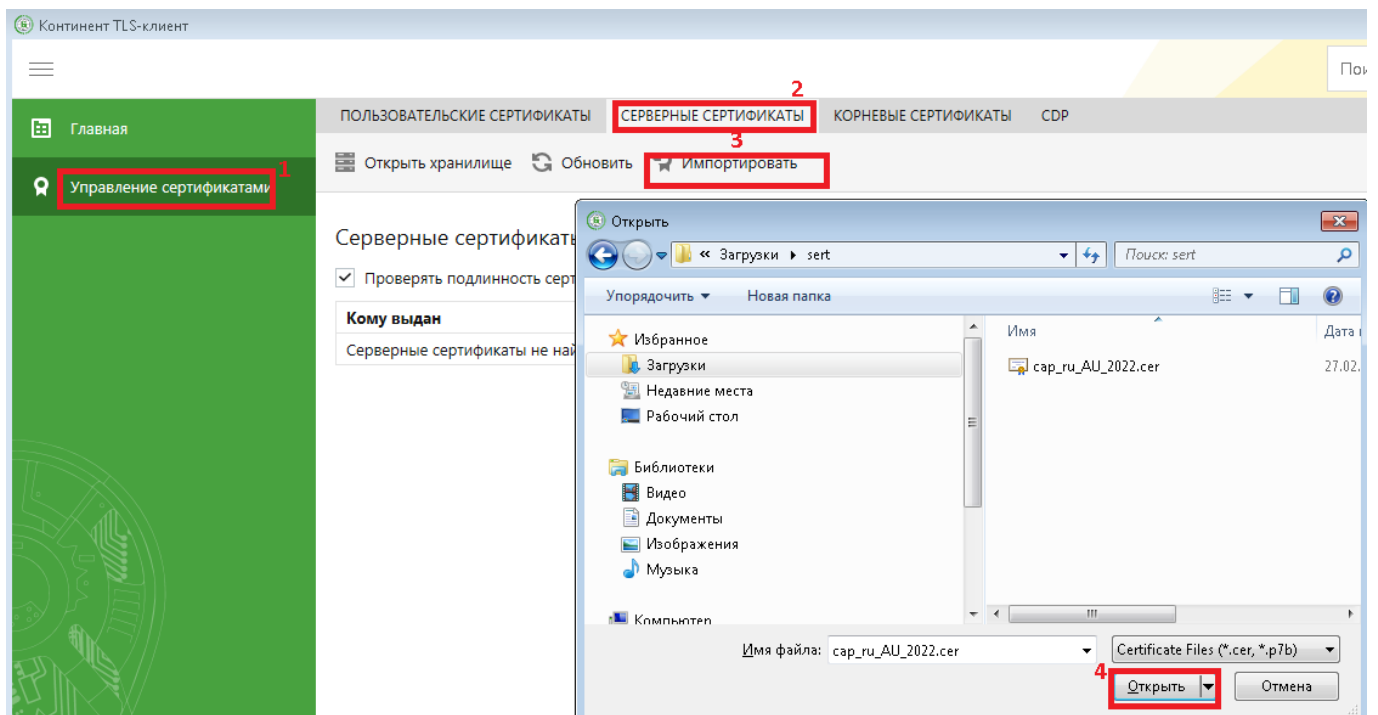 Континент TLS-клиент
Главная
1
Управление сертификатами
2
ПОЛЬЗОВАТЕЛЬСКИЕ СЕРТИФИКАТЫ СЕРВЕРНЫЕ СЕРТИФИКАТЫ КОРНЕВЫЕ СЕРТИФИКАТЫ CDP
3
Открыть хранилище Обновить Импортировать
Серверные сертификаты
Проверять подлинность
Кому выдан
Серверные сертификаты не
Открыть
« Загрузки sert
Поиск: sert
Упорядочить Новая папка
Избранное
Загрузки
Недавние места
Рабочий стол
Библиотеки
Видео
Документы
Изображения
Музыка
Компьютер
Имя Дата
cap_ru_AU_2022.cer 27.02.
Имя файла: cap_ru_AU_2022.cer Certificate Files (*.cer, *.p7b)
4
Открыть Отмена